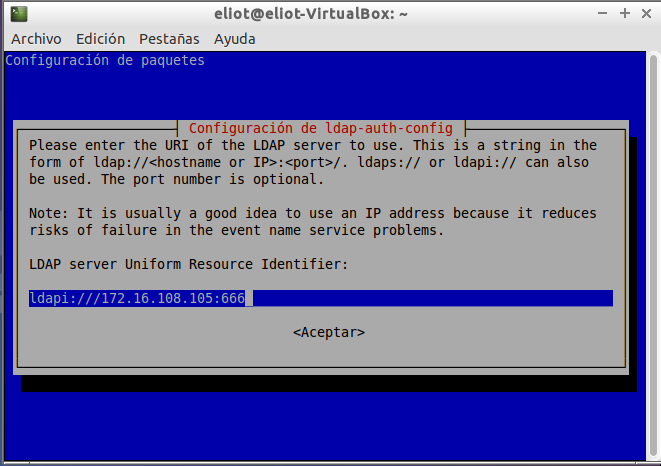 eliot@eliot-VirtualBox: ~
Archivo Edición Pestañas Ayuda
Configuración de paquetes
Configuración de ldap-auth-config
Please enter the URI of the LDAP server to use. This is a string in the
form of ldap://<hostname or IP>:<port>/. ldaps:// or ldapi:// can also
be used. The port number is optional.
Note: It is usually a good idea to use an IP address because it reduces
risks of failure in the event name service problems.
LDAP server Uniform Resource Identifier:
ldapi:///172.16.108.105:666
<Aceptar>